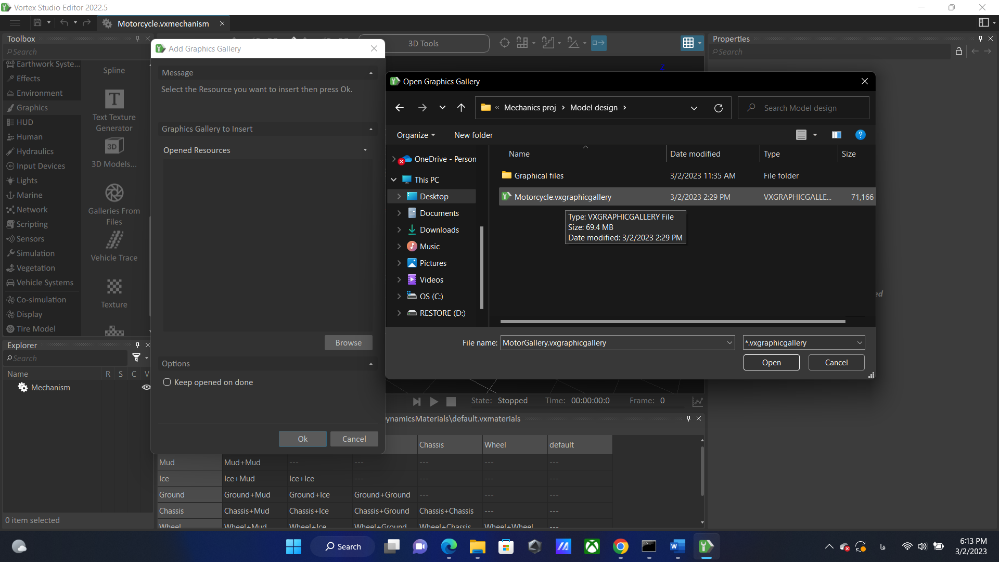 Vortex Studio Editor 2022.5
Motorcycle.vxmechanism
Toolbox
Search
Earthwork Syste...
Effects
Environment
Graphics
HUD
Human
Hydraulics
Input Devices
Lights
Marine
Network
Scripting
Sensors
Simulation
Vegetation
Vehicle Systems
Co-simulation
Display
Tire Model
Spline
Text Texture
Generator
3D Models...
Galleries From
Files
Vehicle Trace
Texture
Explorer
Search
Name R S C V
Mechanism
0 item selected
3D Tools
Properties
Search
Add Graphics Gallery
Message
Select the Resource you want to insert then press Ok.
Graphics Gallery to Insert
Opened Resources
Browse
Options
Keep opened on done
Ok
Cancel
Open Graphics Gallery
« Mechanics proj > Model design >
Search Model design
Organize
New folder
OneDrive - Person
This PC
Desktop
Documents
Downloads
Music
Pictures
Videos
OS (C:)
RESTORE (D:)
Name Date modified Type Size
Graphical files 3/2/2023 11:35 AM File folder
Motorcycle.vxgraphicgallery 3/2/2023 2:29 PM VXGRAPHICGALLE... 71,166
Type: VXGRAPHICGALLERY File
Size: 69.4 MB
Date modified: 3/2/2023 2:29 PM
File name: MotorGallery.vxgraphicgallery
*.vxgraphicgallery
Open
Cancel
State: Stopped Time: 00:00:00:0 Frame: 0
DynamicsMaterials\default.vxmaterials
Chassis Wheel default
Mud Mud+Mud --- --- --- --- ---
Ice Ice+Mud Ice+Ice --- --- --- ---
Ground Ground+Mud Ground+Ice Ground+Ground --- --- ---
Chassis Chassis+Mud Chassis+Ice Chassis+Ground Chassis+Chassis --- ---
Wheel Wheel+Mud Wheel+Ice Wheel+Ground Wheel+Chassis Wheel+Wheel ---
Search
6:13 PM
3/2/2023